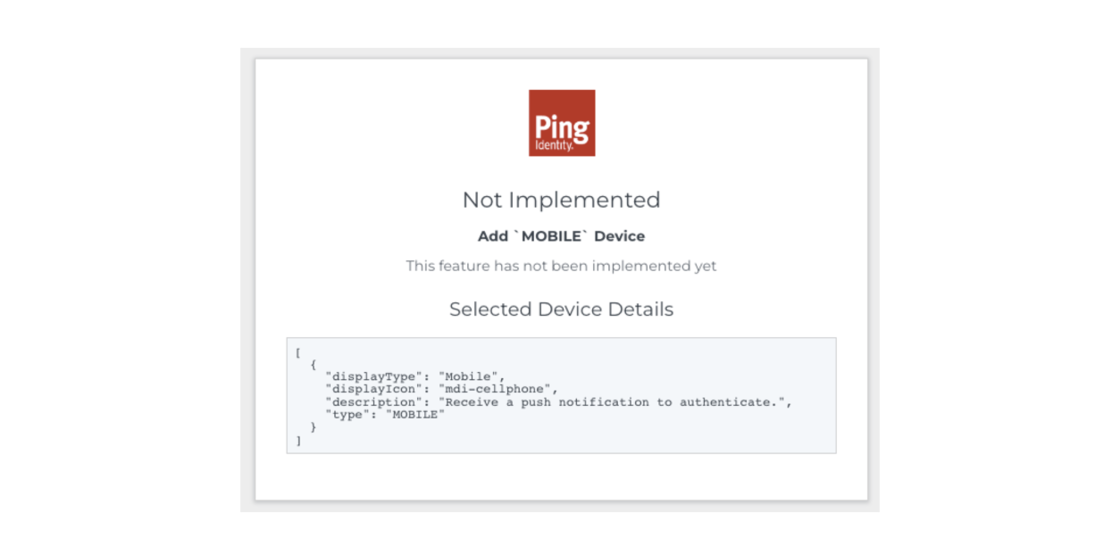 Ping
Identity.
Not Implemented
Add `MOBILE` Device
This feature has not been implemented yet
Selected Device Details
[
  {
    "displayType": "Mobile",
    "displayIcon": "mdi-cellphone",
    "description": "Receive a push notification to authenticate.",
    "type": "MOBILE"
  }
]